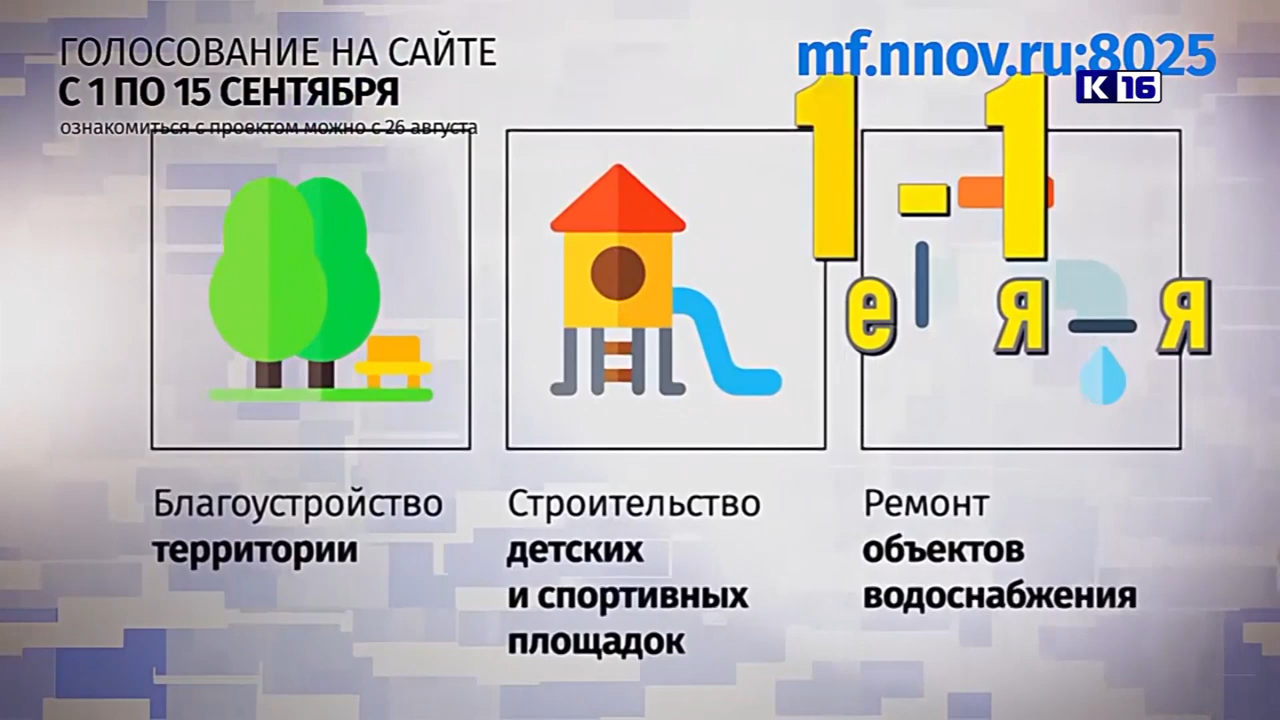 ГОЛОСОВАНИЕ НА САЙТЕ
С 1 ПО 15 СЕНТЯБРЯ
ознакомиться с проектом можно с 26 августа
mf.nnov.ru:8025
К 16
1-1
е я я
Благоустройство
территории
Строительство
детских
и спортивных
площадок
Ремонт
объектов
водоснабжения